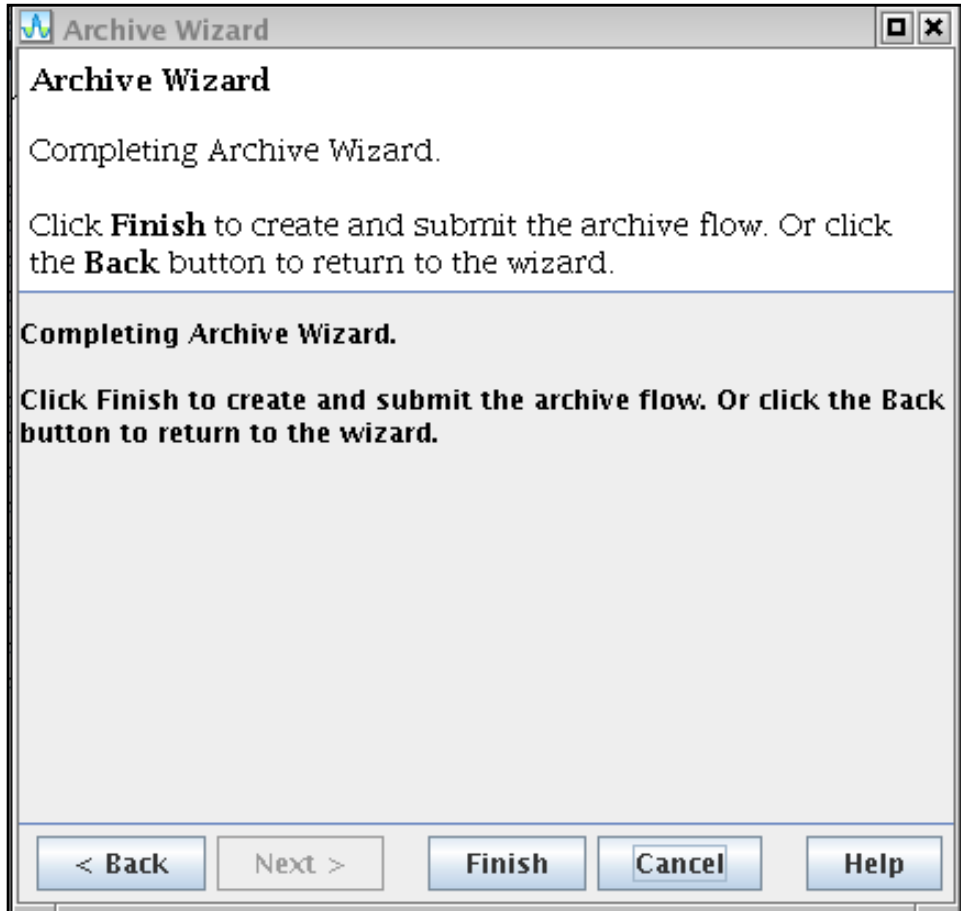 Archive Wizard
Archive Wizard
Completing Archive Wizard.
Click Finish to create and submit the archive flow. Or click
the Back button to return to the wizard.
Completing Archive Wizard.
Click Finish to create and submit the archive flow. Or click the Back
button to return to the wizard.
< Back Next > Finish Cancel Help